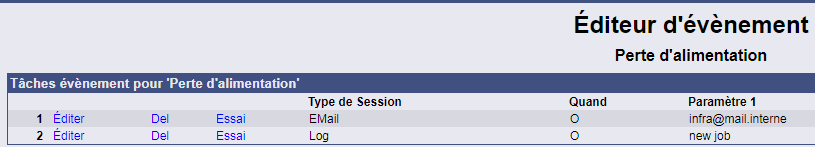 Éditeur d'évènement
Perte d'alimentation
Tâches évènement pour 'Perte d'alimentation'
Type de Session Quand Paramètre 1
1 Éditer Del Essai EMail O infra@mail.interne
2 Éditer Del Essai Log O new job